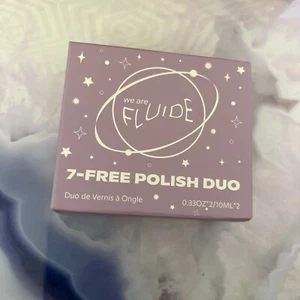 we are
FLUIDE
7-FREE POLISH DUO
Duo de Vernis à Ongle 0.33OZ*2/10ML*2